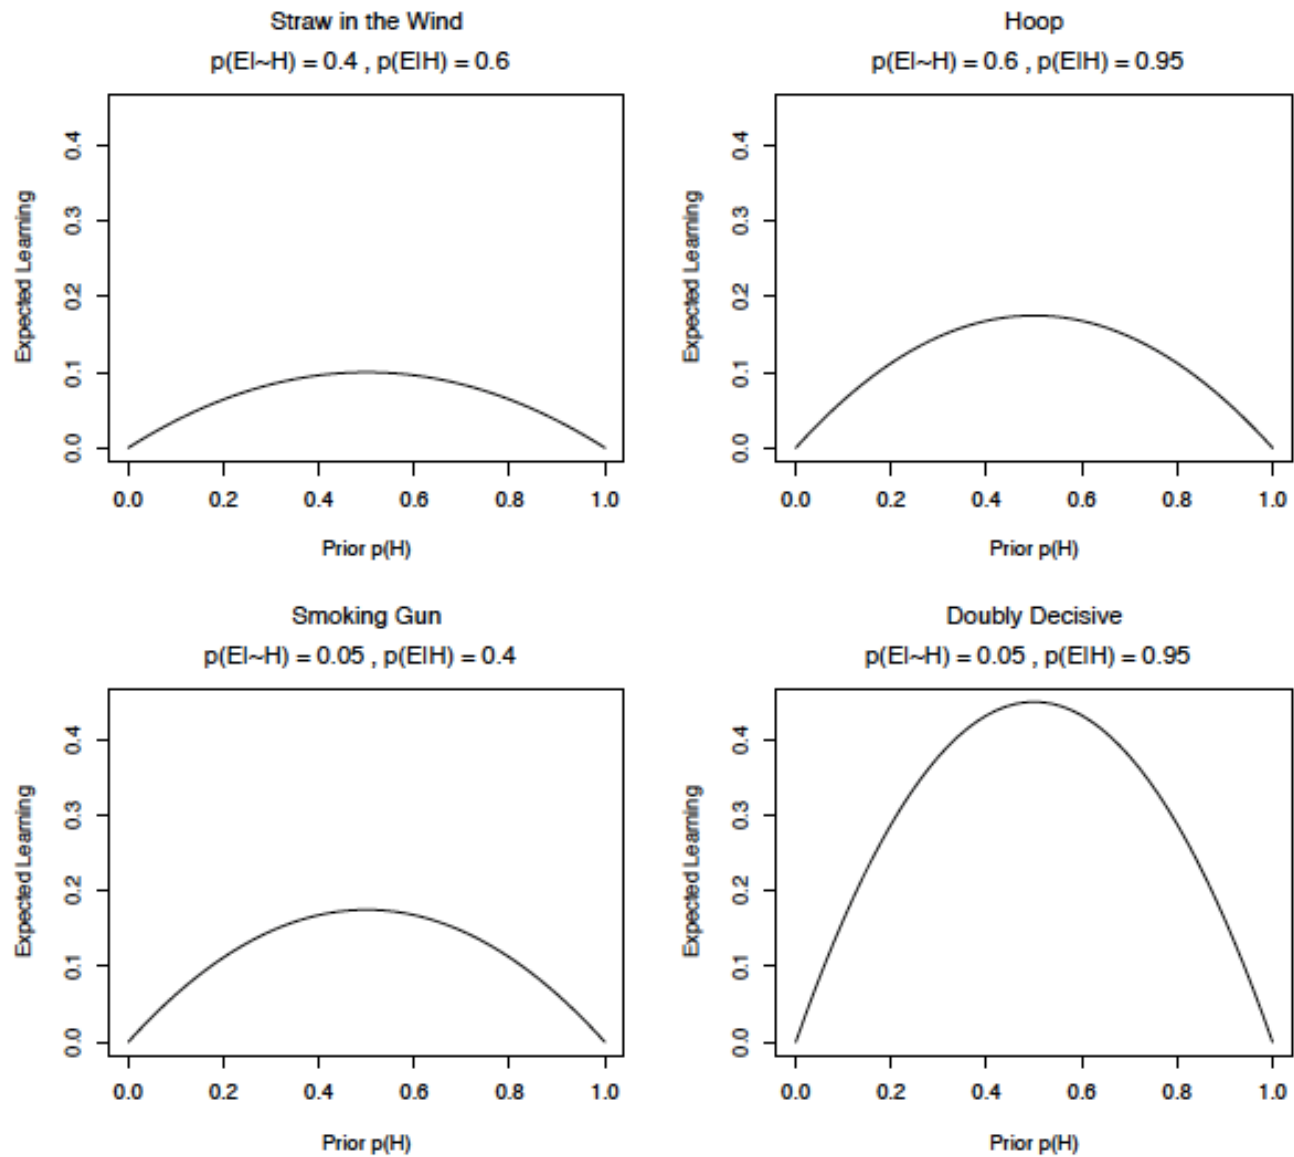 Straw in the Wind
p(E|~H) = 0.4 , p(E|H) = 0.6
Expected Learning
0.4
0.3
0.2
0.1
0.0
0.0 0.2 0.4 0.6 0.8 1.0
Prior p(H)
Hoop
p(E|~H) = 0.6 , p(E|H) = 0.95
Expected Learning
0.4
0.3
0.2
0.1
0.0
0.0 0.2 0.4 0.6 0.8 1.0
Prior p(H)
Smoking Gun
p(E|~H) = 0.05 , p(E|H) = 0.4
Expected Learning
0.4
0.3
0.2
0.1
0.0
0.0 0.2 0.4 0.6 0.8 1.0
Prior p(H)
Doubly Decisive
p(E|~H) = 0.05 , p(E|H) = 0.95
Expected Learning
0.4
0.3
0.2
0.1
0.0
0.0 0.2 0.4 0.6 0.8 1.0
Prior p(H)